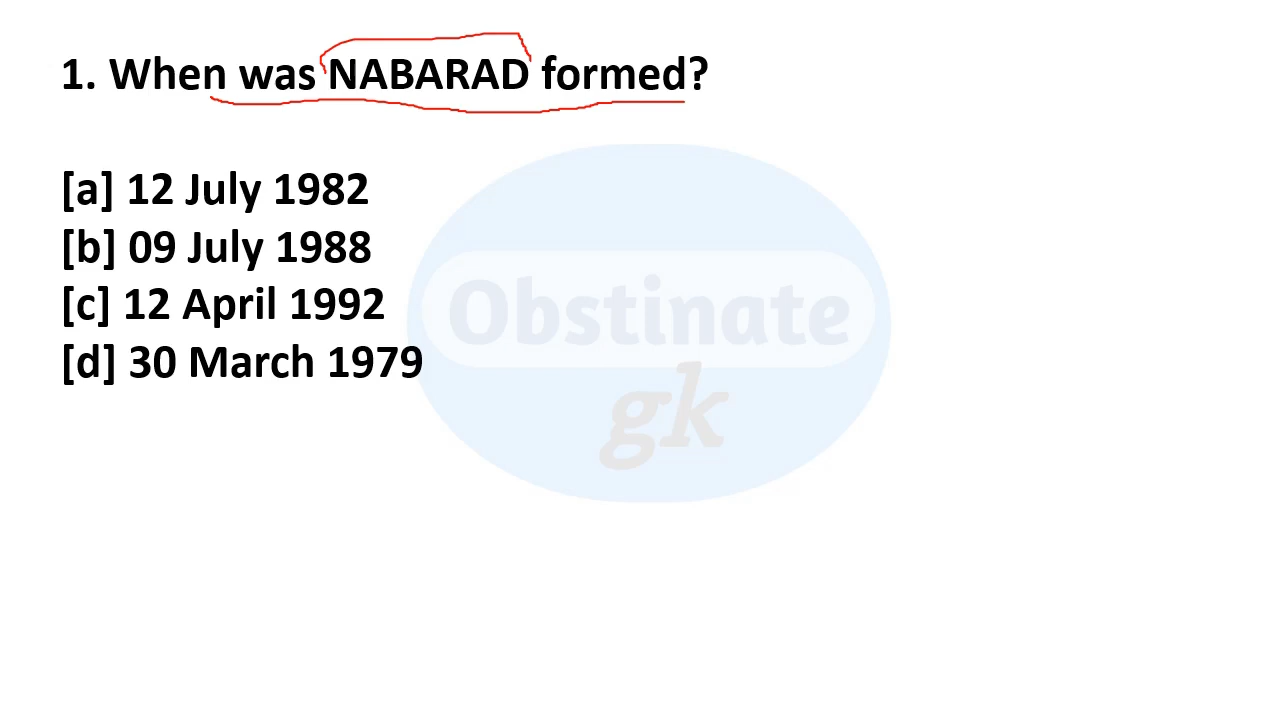 1. When was NABARAD formed?
[a] 12 July 1982
[b] 09 July 1988
[c] 12 April 1992
[d] 30 March 1979
Obstinate
gk